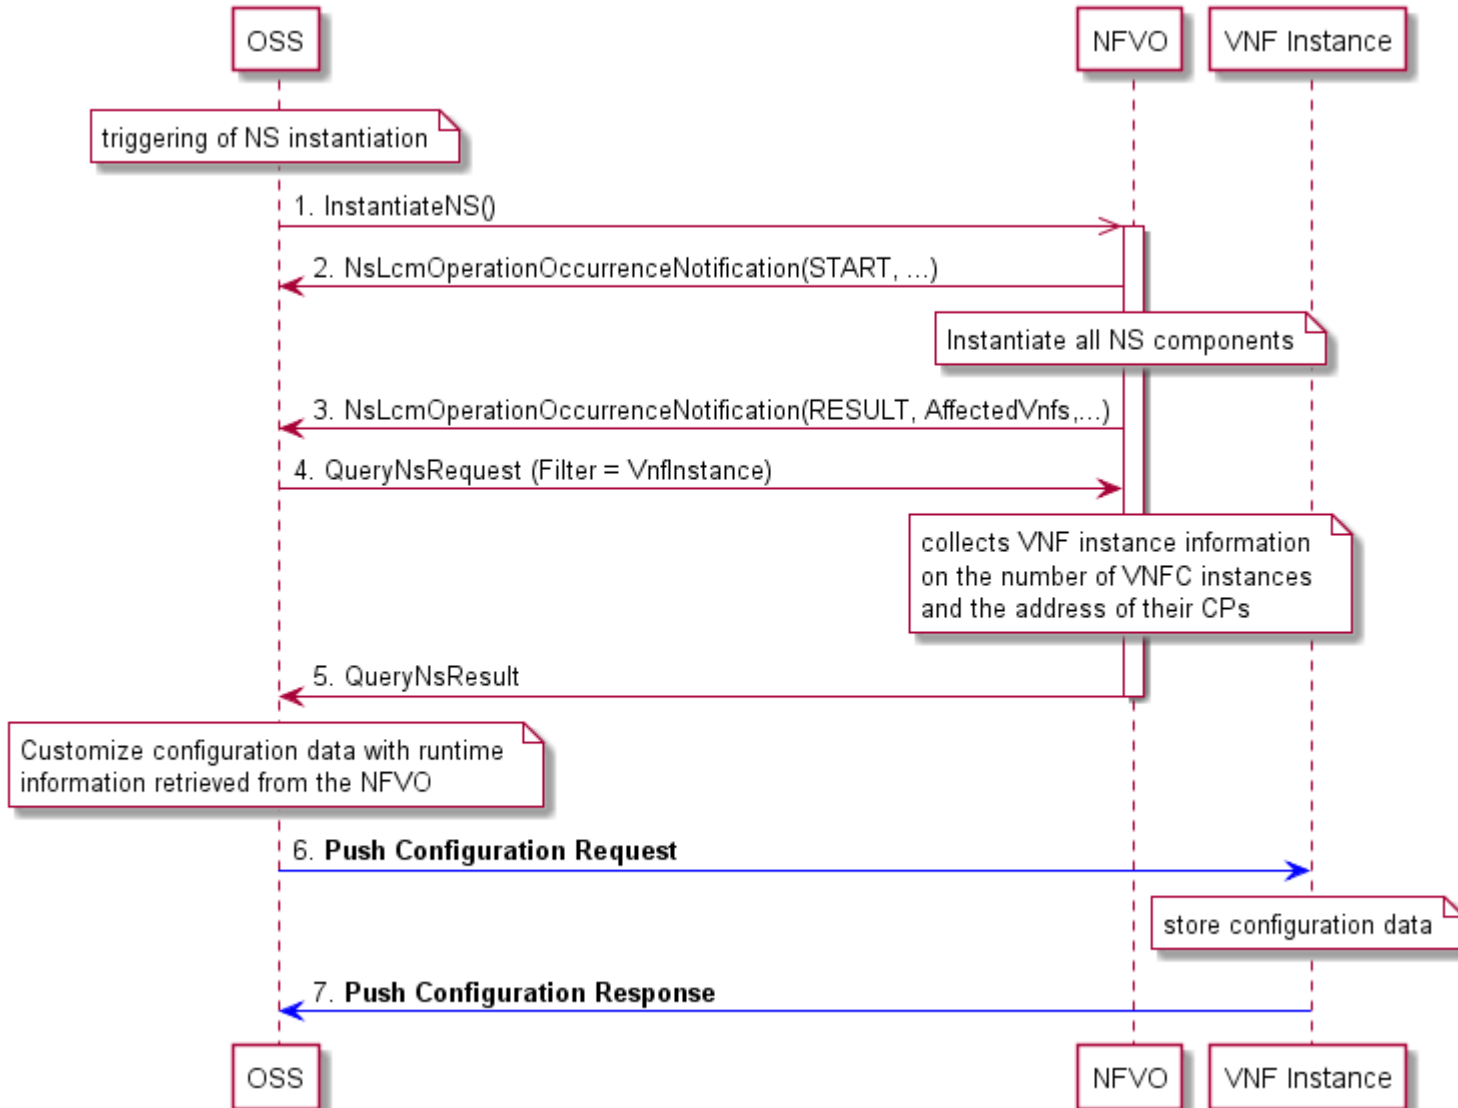 OSS
NFVO
VNF Instance
triggering of NS instantiation
1. InstantiateNS()
2. NsLcmOperationOccurrenceNotification(START, ...)
Instantiate all NS components
3. NsLcmOperationOccurrenceNotification(RESULT, AffectedVnfs,...)
4. QueryNsRequest (Filter = VnfInstance)
collects VNF instance information
on the number of VNFC instances
and the address of their CPs
5. QueryNsResult
Customize configuration data with runtime
information retrieved from the NFVO
6. Push Configuration Request
store configuration data
7. Push Configuration Response
OSS
NFVO
VNF Instance